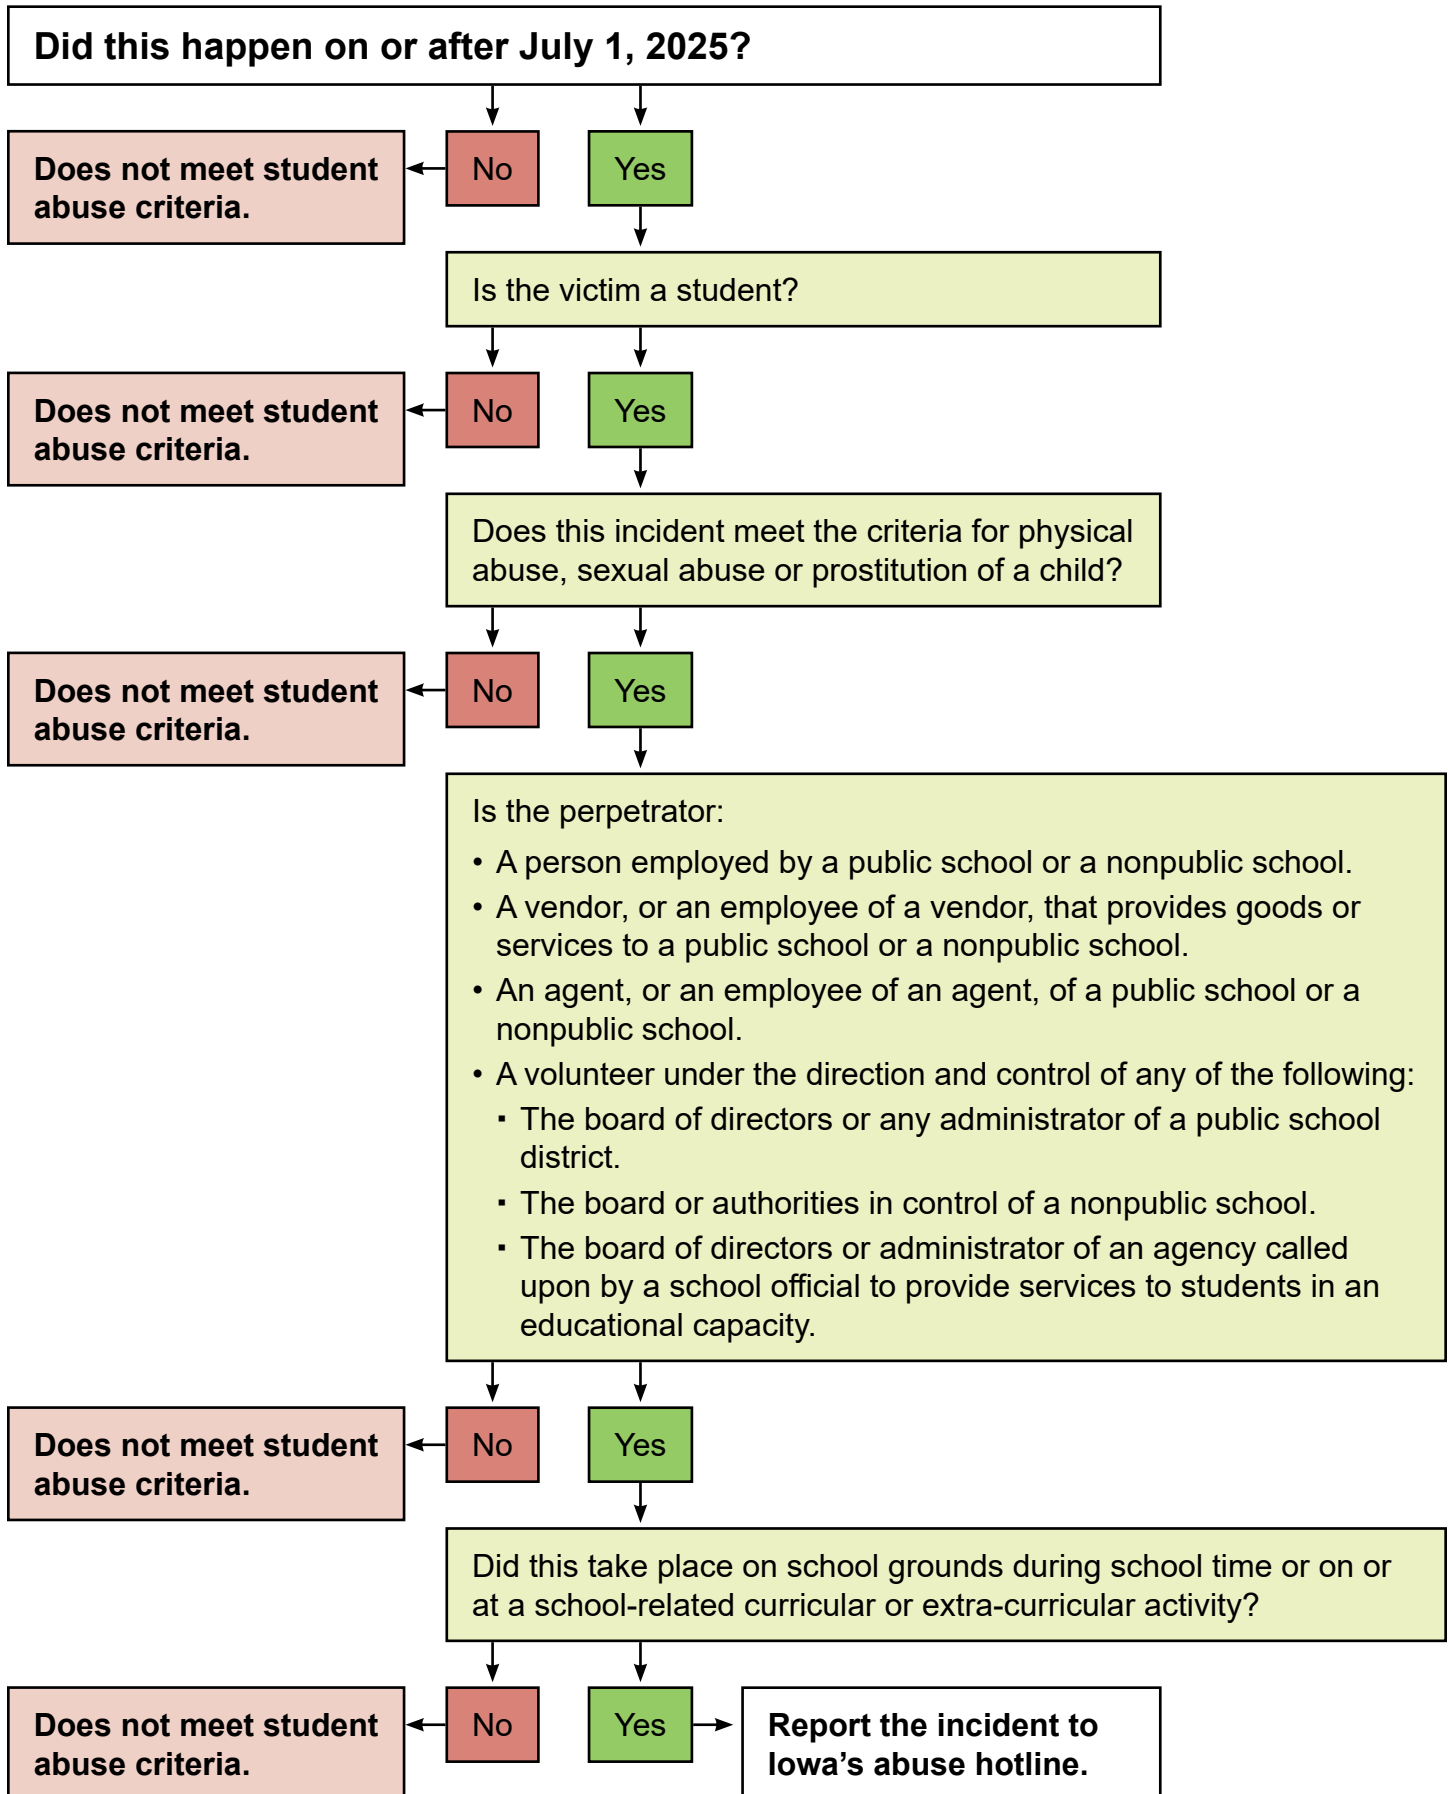 Did this happen on or after July 1, 2025?
No
Yes
Does not meet student
abuse criteria.
Is the victim a student?
No
Yes
Does not meet student
abuse criteria.
Does this incident meet the criteria for physical
abuse, sexual abuse or prostitution of a child?
No
Yes
Does not meet student
abuse criteria.
Is the perpetrator:
• A person employed by a public school or a nonpublic school.
• A vendor, or an employee of a vendor, that provides goods or
services to a public school or a nonpublic school.
• An agent, or an employee of an agent, of a public school or a
nonpublic school.
• A volunteer under the direction and control of any of the following:
▪ The board of directors or any administrator of a public school
district.
▪ The board or authorities in control of a nonpublic school.
▪ The board of directors or administrator of an agency called
upon by a school official to provide services to students in an
educational capacity.
No
Yes
Does not meet student
abuse criteria.
Did this take place on school grounds during school time or on or
at a school-related curricular or extra-curricular activity?
No
Yes
Does not meet student
abuse criteria.
Report the incident to
Iowa's abuse hotline.